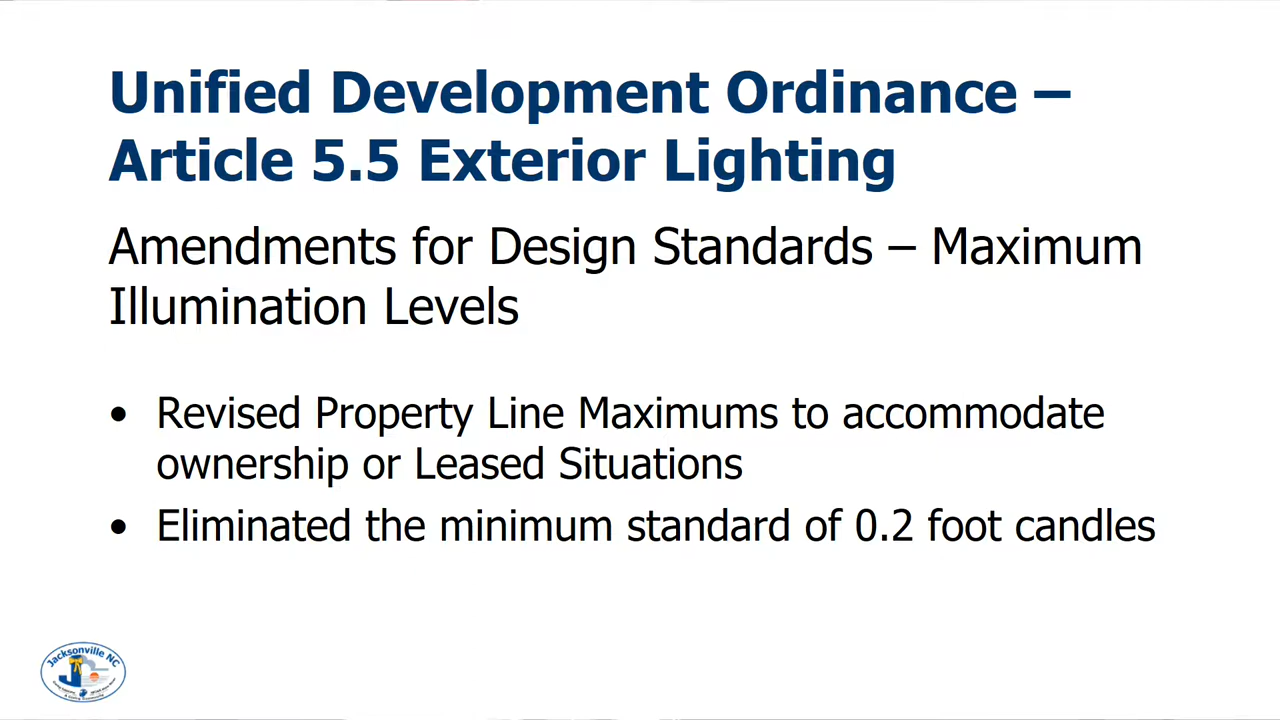 Unified Development Ordinance –
Article 5.5 Exterior Lighting
Amendments for Design Standards – Maximum
Illumination Levels
• Revised Property Line Maximums to accommodate
ownership or Leased Situations
• Eliminated the minimum standard of 0.2 foot candles
Jacksonville NC